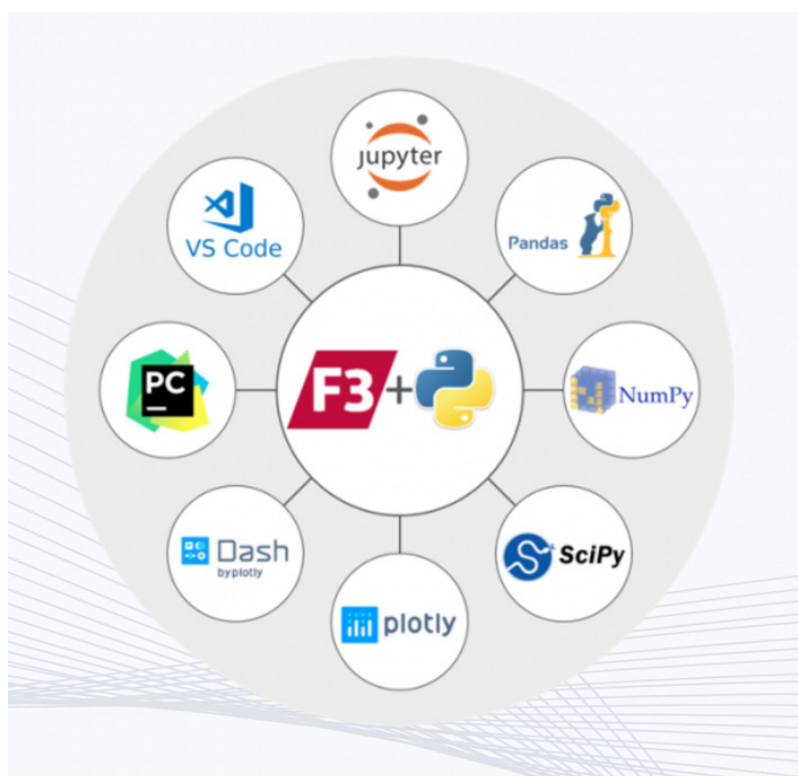 jupyter
VS Code
Pandas
PC
F3+
NumPy
Dash
by plotly
SciPy
plotly